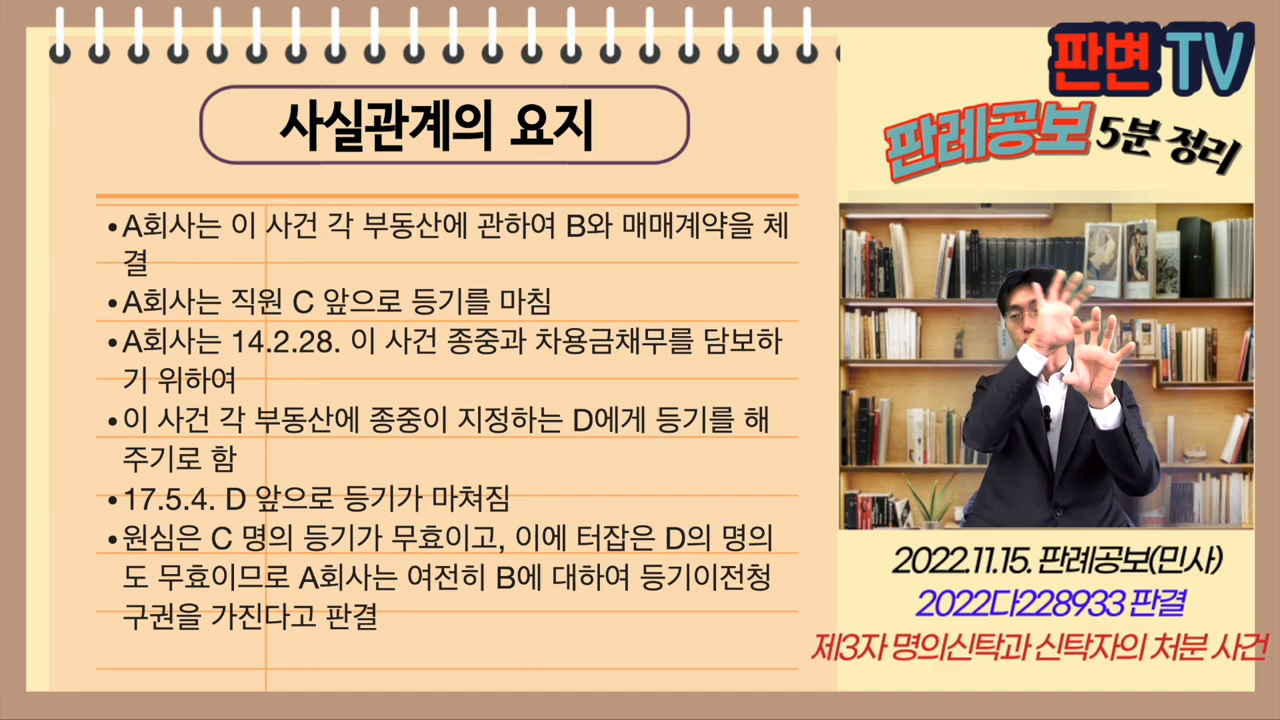 판변 TV
판례공보 5분 정리
사실관계의 요지
•A회사는 이 사건 각 부동산에 관하여 B와 매매계약을 체
결
•A회사는 직원 C 앞으로 등기를 마침
•A회사는 14.2.28. 이 사건 종중과 차용금채무를 담보하
기 위하여
•이 사건 각 부동산에 종중이 지정하는 D에게 등기를 해
주기로 함
•17.5.4. D 앞으로 등기가 마쳐짐
•원심은 C 명의 등기가 무효이고, 이에 터잡은 D의 명의
도 무효이므로 A회사는 여전히 B에 대하여 등기이전청
구권을 가진다고 판결
2022.11.15. 판례공보(민사)
2022다228933 판결
제3자 명의신탁과 신탁자의 처분 사건